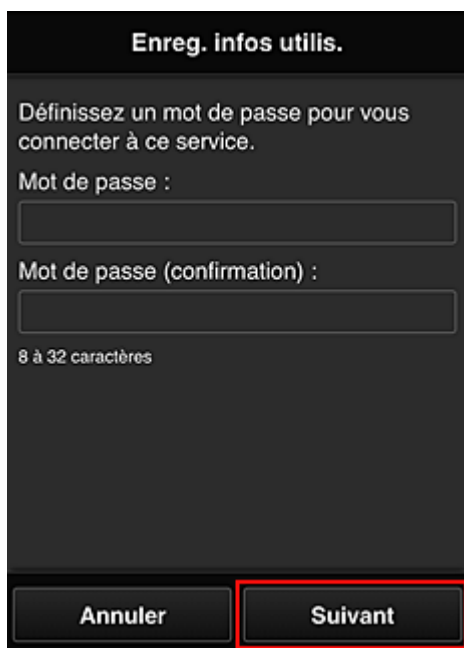 Enreg. infos utilis.
Définissez un mot de passe pour vous
connecter à ce service.
Mot de passe :
Mot de passe (confirmation) :
8 à 32 caractères
Annuler
Suivant